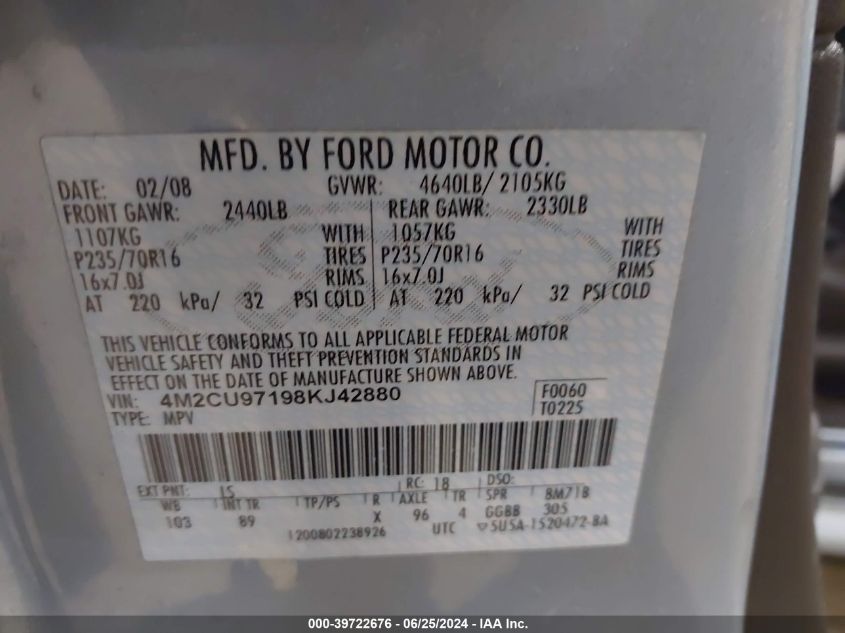 MFD. BY FORD MOTOR CO.
DATE: 02/08 GVWR: 4640LB/ 2105KG
FRONT GAWR: 2440LB REAR GAWR: 2330LB
1107KG WITH 1057KG WITH
P235/70R16 TIRES P235/70R16 TIRES
16x7.0J RIMS 16x7.0J RIMS
AT 220 kPa/ 32 PSI COLD AT 220 kPa/ 32 PSI COLD
THIS VEHICLE CONFORMS TO ALL APPLICABLE FEDERAL MOTOR
VEHICLE SAFETY AND THEFT PREVENTION STANDARDS IN
EFFECT ON THE DATE OF MANUFACTURE SHOWN ABOVE.
VIN: 4M2CU97198KJ42880 F0060
TYPE: MPV T0225
EXT PNT: LS RC: 18 DSO:
WB INT TR TP/PS R AXLE TR SPR BM71B
103 89 X 96 4 GGBB 305
1200802238926 UTC 5U5A-1520472-BA
000-39722676 / 06/25/2024 - IAA Inc.